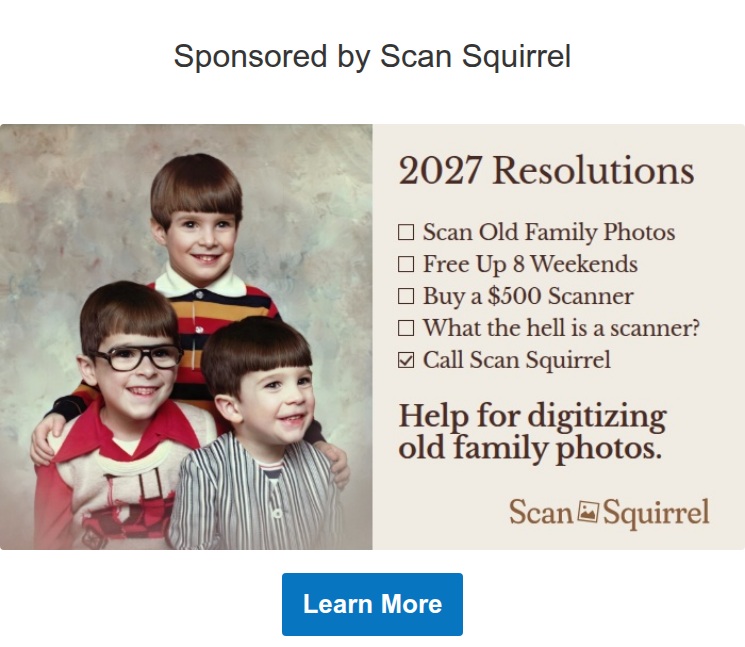 Sponsored by Scan Squirrel
2027 Resolutions
Scan Old Family Photos
Free Up 8 Weekends
Buy a $500 Scanner
What the hell is a scanner?
Call Scan Squirrel
Help for digitizing
old family photos.
Scan Squirrel
Learn More